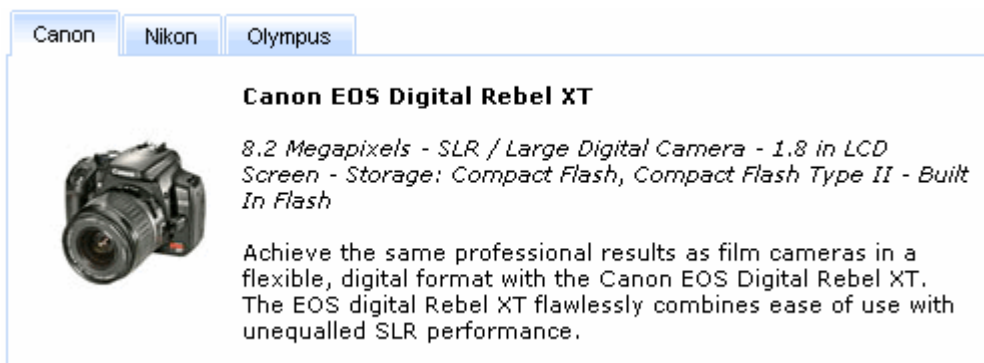 Canon Nikon Olympus
Canon EOS Digital Rebel XT
8.2 Megapixels - SLR / Large Digital Camera - 1.8 in LCD
Screen - Storage: Compact Flash, Compact Flash Type II - Built
In Flash
Achieve the same professional results as film cameras in a
flexible, digital format with the Canon EOS Digital Rebel XT.
The EOS digital Rebel XT flawlessly combines ease of use with
unequalled SLR performance.